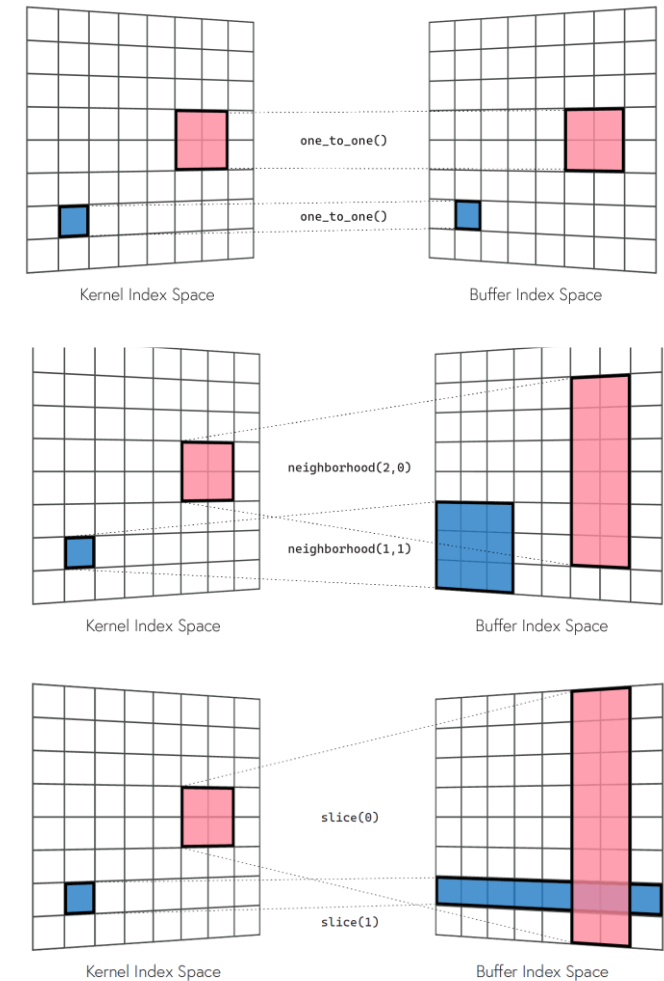 one_to_one()
one_to_one()
Kernel Index Space
Buffer Index Space
neighborhood(2,0)
neighborhood(1,1)
Kernel Index Space
Buffer Index Space
slice(0)
slice(1)
Kernel Index Space
Buffer Index Space